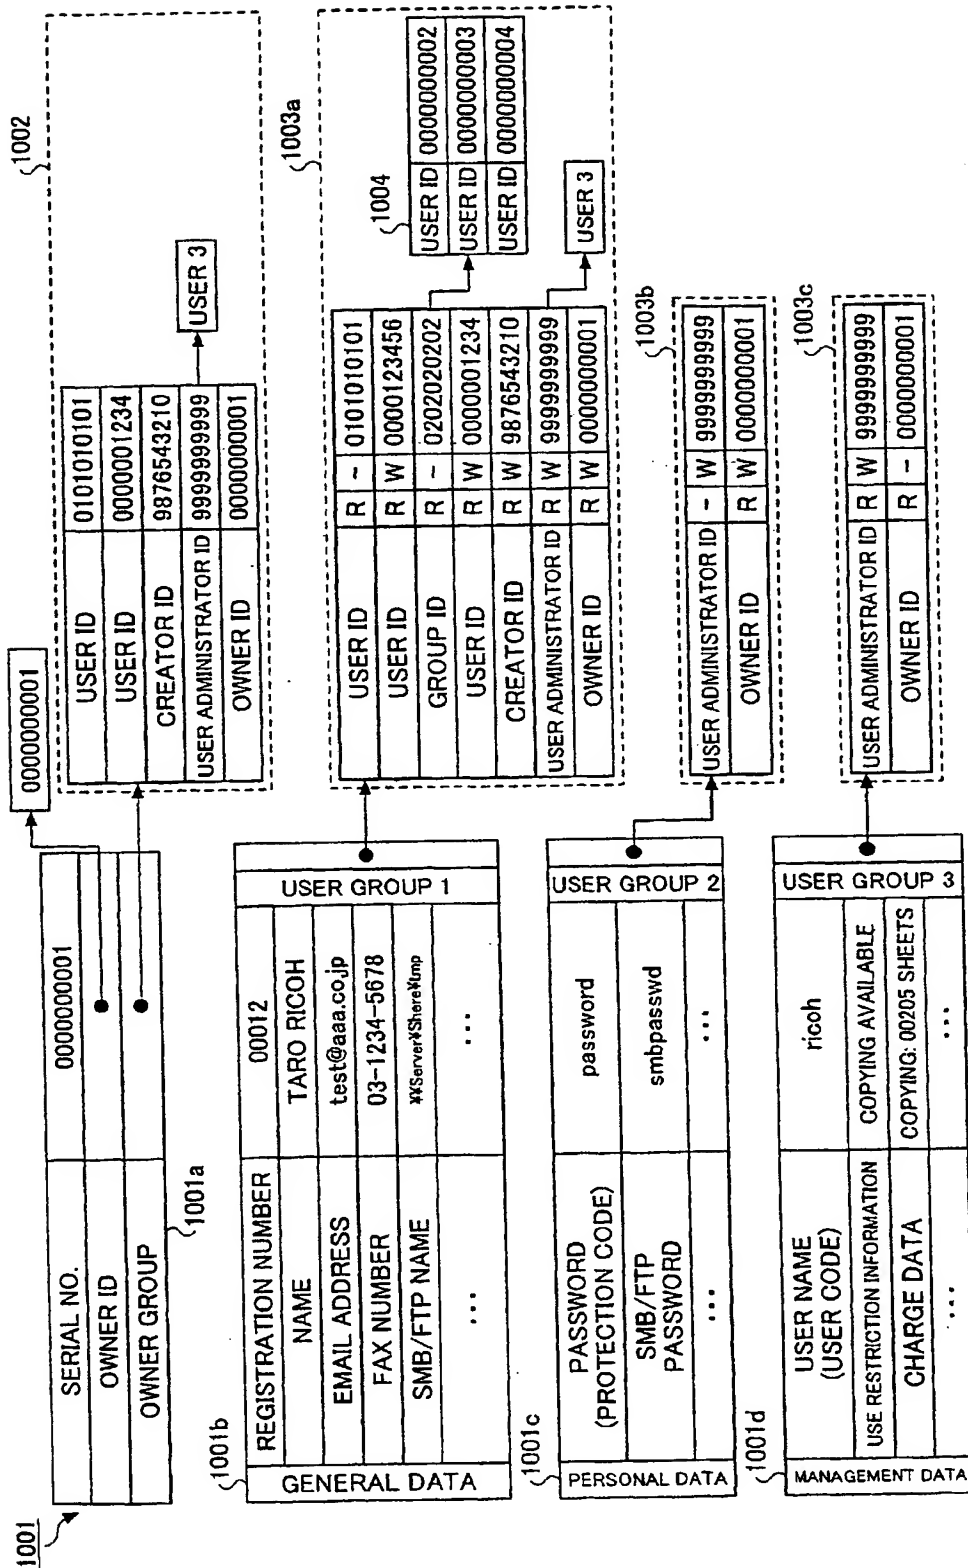 1001
SERIAL NO. 0000000001
OWNER ID
OWNER GROUP
1001a
0000000001
1002
USER ID 0101010101
USER ID 0000001234
CREATOR ID 9876543210
USER ADMINISTRATOR ID 9999999999
OWNER ID 0000000001
USER 3
1001b
GENERAL DATA
REGISTRATION NUMBER 00012
NAME TARO RICOH
EMAIL ADDRESS test@aaa.co.jp
FAX NUMBER 03-1234-5678
SMB/FTP NAME ¥¥Server¥Share¥tmp
... ...
USER GROUP 1
1003a
USER ID R - 0101010101
USER ID R W 0000123456
GROUP ID R - 0202020202
USER ID R W 0000001234
CREATOR ID R W 9876543210
USER ADMINISTRATOR ID R W 9999999999
OWNER ID R W 0000000001
1004
USER ID 0000000002
USER ID 0000000003
USER ID 0000000004
USER 3
1001c
PERSONAL DATA
PASSWORD
(PROTECTION CODE)
password
SMB/FTP
PASSWORD
smbpasswd
... ...
USER GROUP 2
1003b
USER ADMINISTRATOR ID - W 9999999999
OWNER ID R W 0000000001
1001d
MANAGEMENT DATA
USER NAME
(USER CODE)
ricoh
USE RESTRICTION INFORMATION COPYING AVAILABLE
CHARGE DATA COPYING: 00205 SHEETS
... ...
USER GROUP 3
1003c
USER ADMINISTRATOR ID R W 9999999999
OWNER ID R - 0000000001